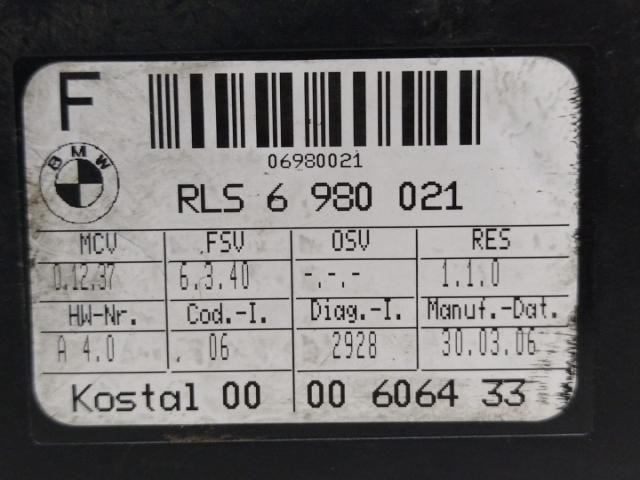 F
06980021
BMW
RLS 6 980 021
MCV FSV OSV RES
0.12.37 6.3.40 -.-.- 1.1.0
HW-Nr. Cod.-I. Diag.-I. Manuf.-Dat.
A 4.0 06 2928 30.03.06
Kostal 00 00 6064 33